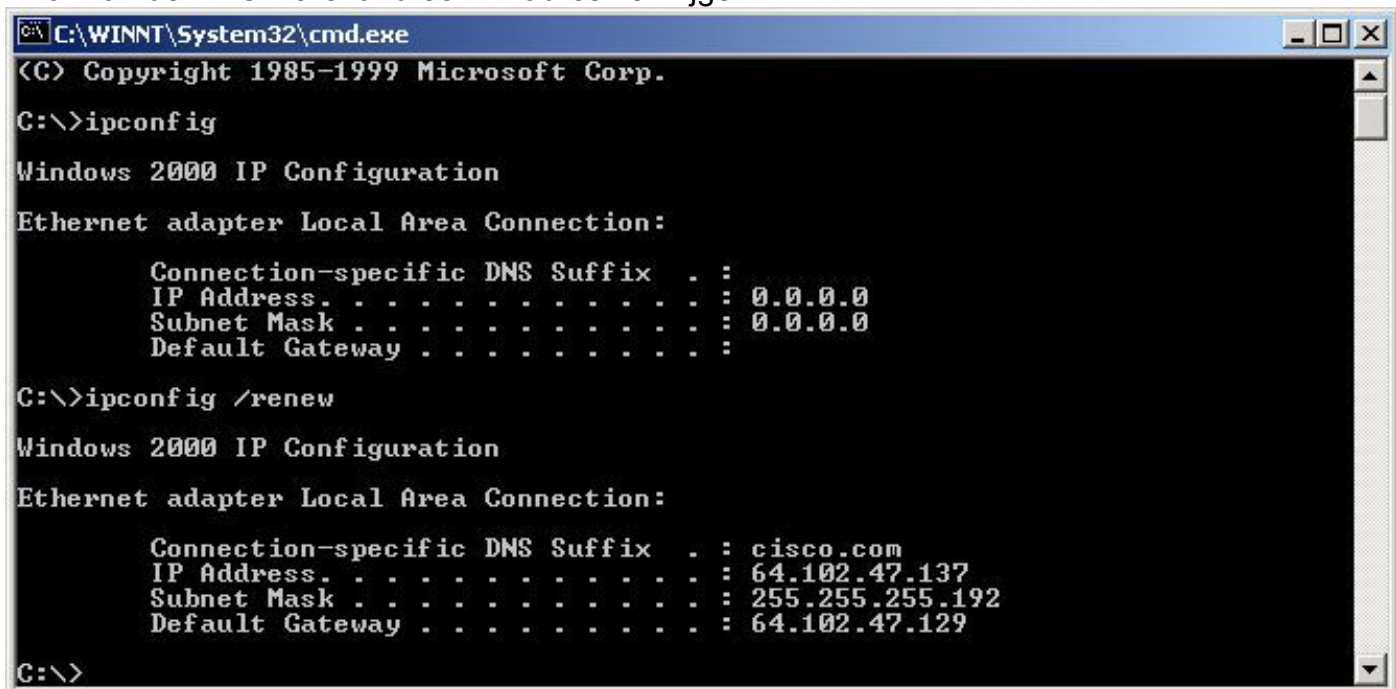 C:\WINNT\System32\cmd.exe
(C) Copyright 1985-1999 Microsoft Corp.
C:\>ipconfig
Windows 2000 IP Configuration
Ethernet adapter Local Area Connection:
Connection-specific DNS Suffix . :
IP Address. . . . . . . . . . . . : 0.0.0.0
Subnet Mask . . . . . . . . . . . : 0.0.0.0
Default Gateway . . . . . . . . . :
C:\>ipconfig /renew
Windows 2000 IP Configuration
Ethernet adapter Local Area Connection:
Connection-specific DNS Suffix . : cisco.com
IP Address. . . . . . . . . . . . : 64.102.47.137
Subnet Mask . . . . . . . . . . . : 255.255.255.192
Default Gateway . . . . . . . . . : 64.102.47.129
C:\>